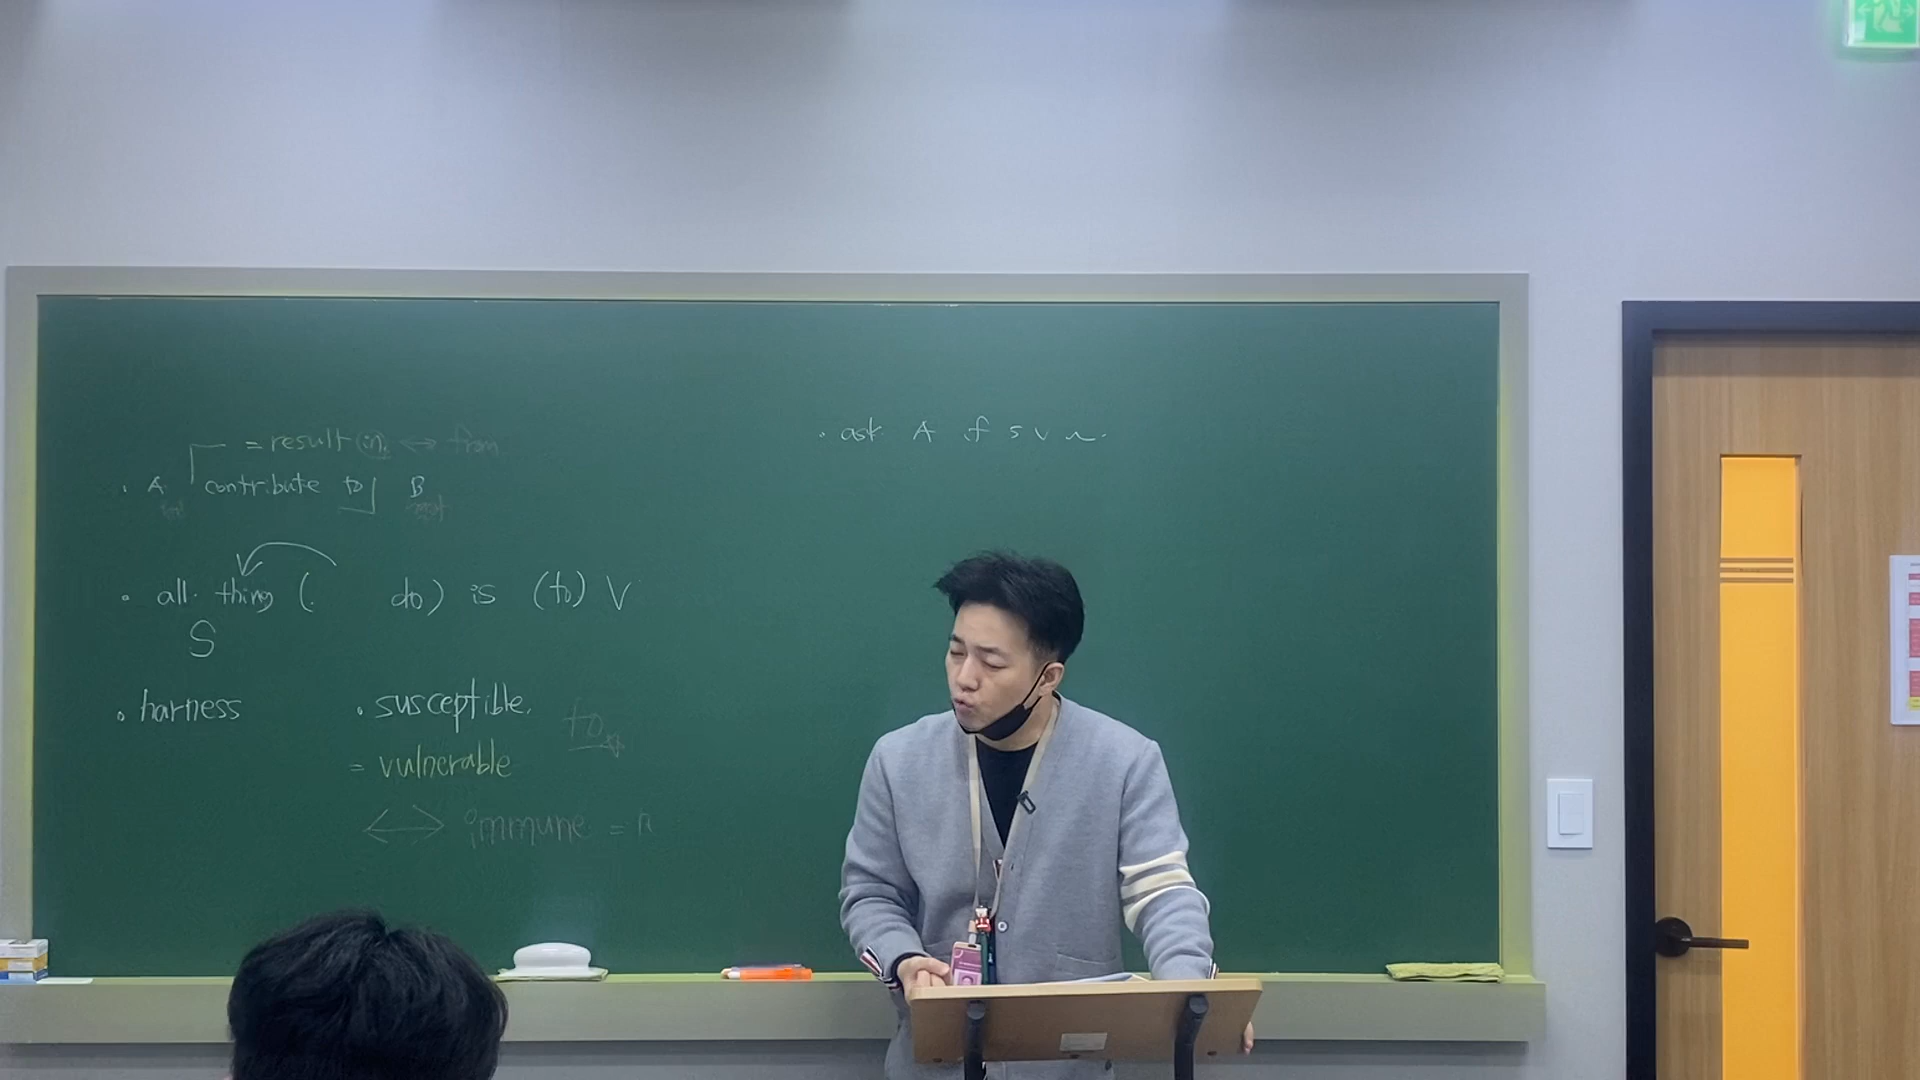 = result in ↔ from
· A contribute to B
· all thing ( do) is (to) V
S
· harness
· susceptible. to
= vulnerable
↔ immune =
· ask A if S V ~.